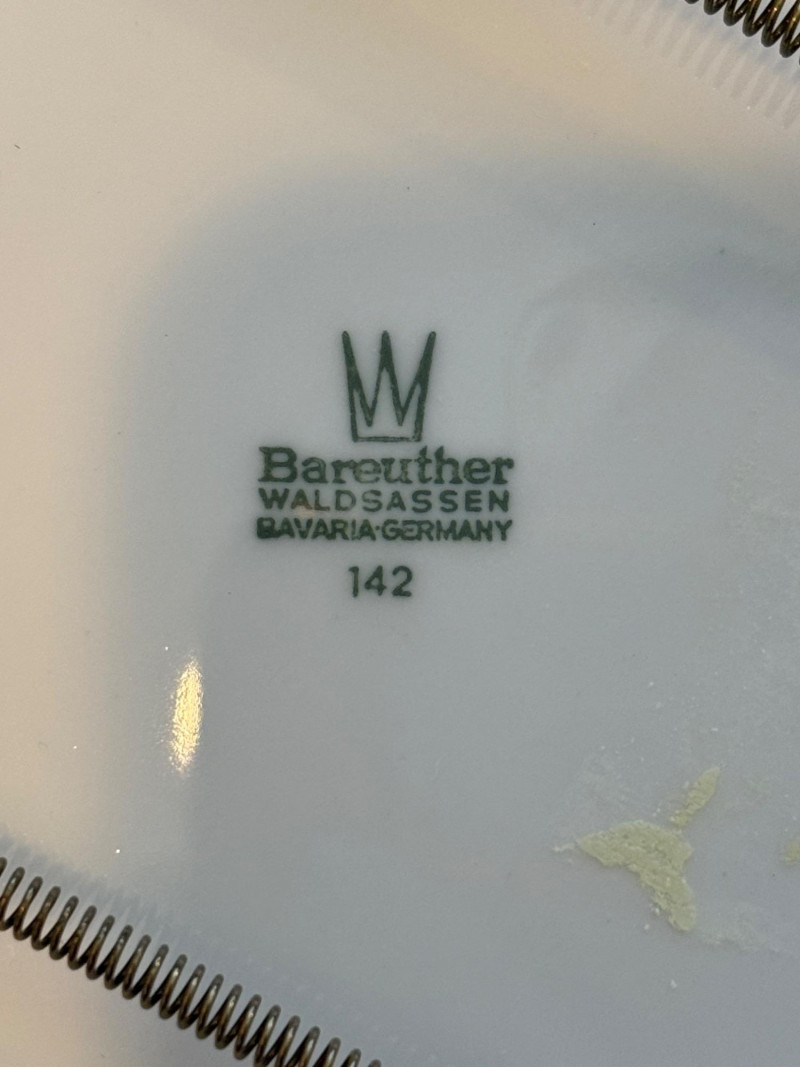 Bareuther
WALDSASSEN
BAVARIA·GERMANY
142